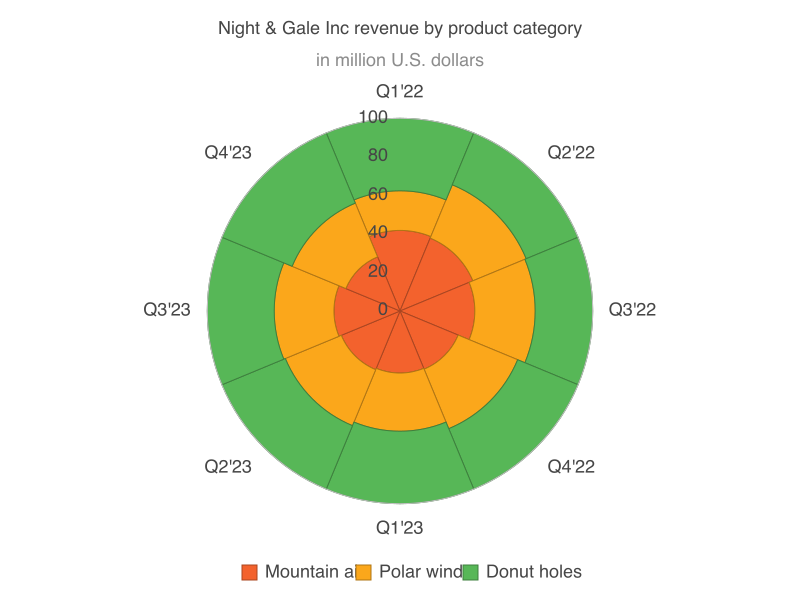 Night & Gale Inc revenue by product category
in million U.S. dollars
Q1'22
100
Q4'23
80
Q2'22
60
40
20
Q3'23
0
Q3'22
Q2'23
Q4'22
Q1'23
Mountain
Polar wind
Donut holes